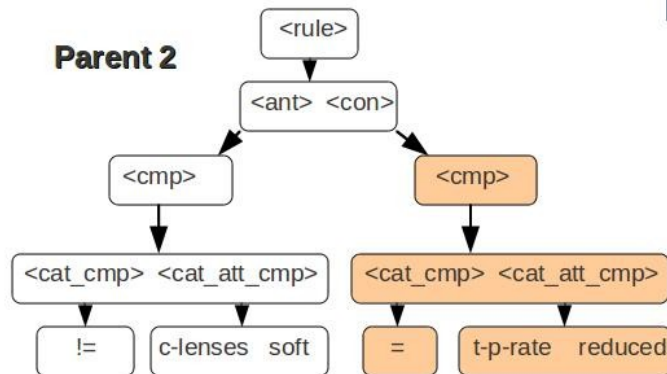 <rule>
Parent 2
<ant> <con>
<cmp> <cmp>
<cat_cmp> <cat_att_cmp> <cat_cmp> <cat_att_cmp>
!= c-lenses soft = t-p-rate reduced